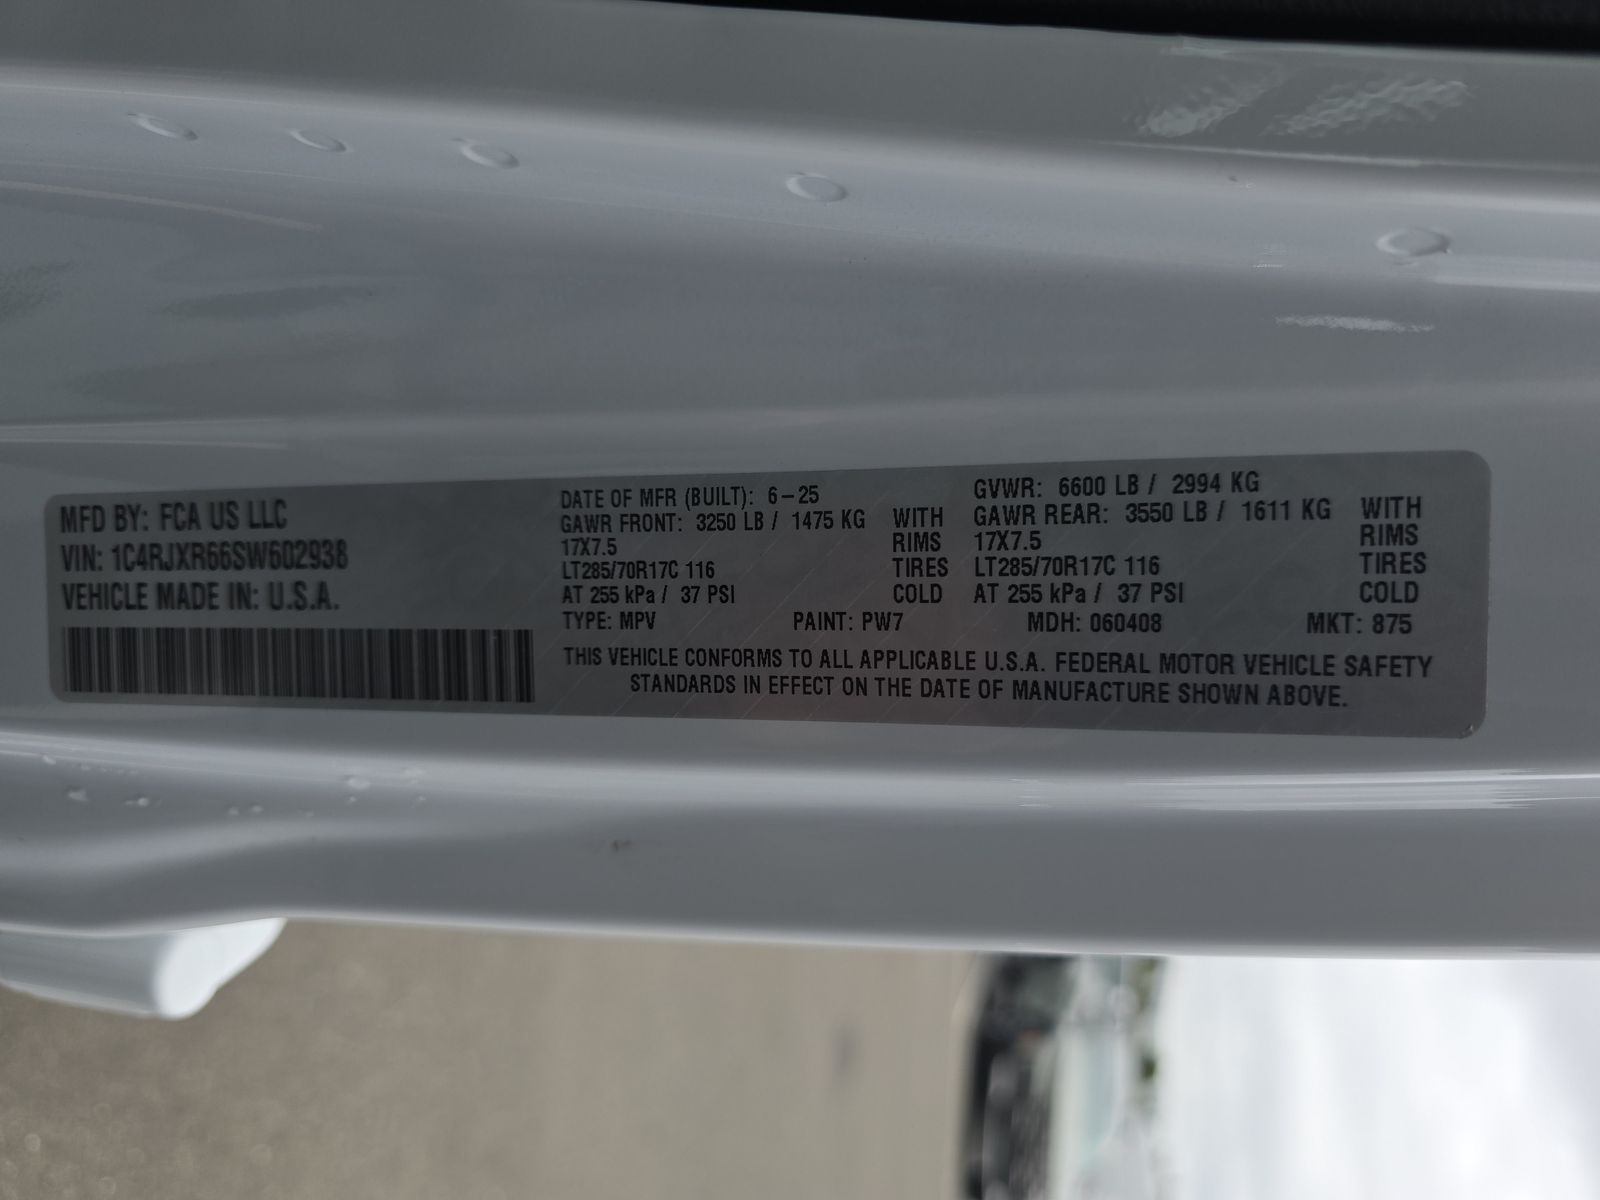 MFD BY: FCA US LLC
VIN: 1C4RJXR66SW602938
VEHICLE MADE IN: U.S.A.
DATE OF MFR (BUILT): 6-25
GAWR FRONT: 3250 LB / 1475 KG WITH
17X7.5 RIMS
LT285/70R17C 116 TIRES
AT 255 kPa / 37 PSI COLD
GVWR: 6600 LB / 2994 KG
GAWR REAR: 3550 LB / 1611 KG WITH
17X7.5 RIMS
LT285/70R17C 116 TIRES
AT 255 kPa / 37 PSI COLD
TYPE: MPV PAINT: PW7 MDH: 060408 MKT: 875
THIS VEHICLE CONFORMS TO ALL APPLICABLE U.S.A. FEDERAL MOTOR VEHICLE SAFETY
STANDARDS IN EFFECT ON THE DATE OF MANUFACTURE SHOWN ABOVE.